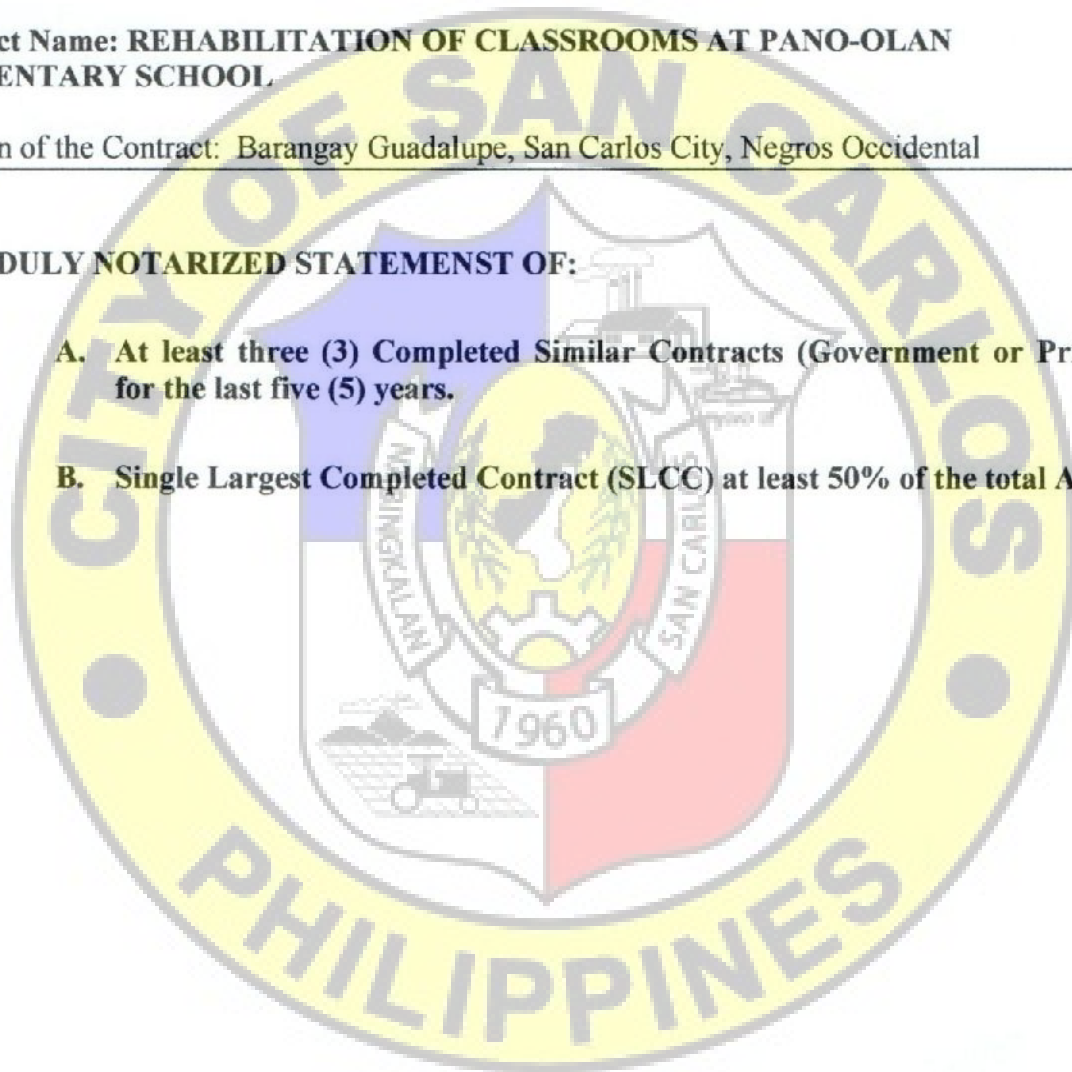 ct Name: REHABILITATION OF CLASSROOMS AT PANO-OLAN
ENTARY SCHOOL
n of the Contract: Barangay Guadalupe, San Carlos City, Negros Occidental
DULY NOTARIZED STATEMENST OF:
A. At least three (3) Completed Similar Contracts (Government or Pr
for the last five (5) years.
B. Single Largest Completed Contract (SLCC) at least 50% of the total A
CITY OF SAN CARLOS
KALAN
SAN CARLOS
1960
PHILIPPINES